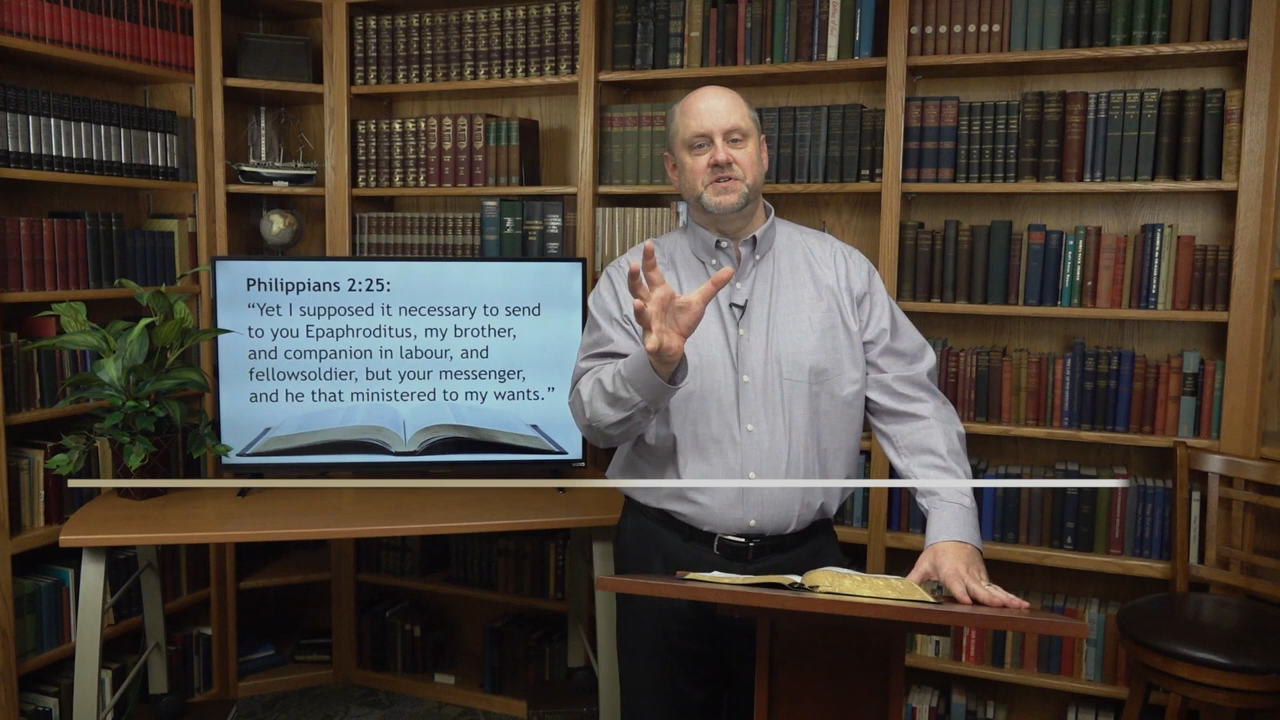 Philippians 2:25:
“Yet I supposed it necessary to send
to you Epaphroditus, my brother,
and companion in labour, and
fellowsoldier, but your messenger,
and he that ministered to my wants.”